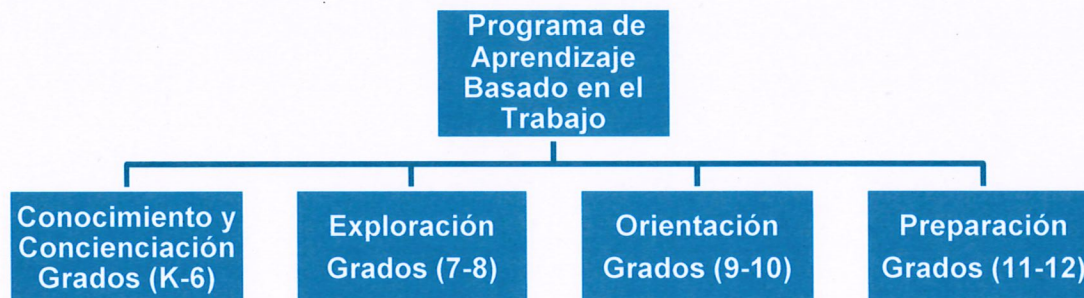 Programa de
Aprendizaje
Basado en el
Trabajo
Conocimiento y
Concienciación
Grados (K-6)
Exploración
Grados (7-8)
Orientación
Grados (9-10)
Preparación
Grados (11-12)